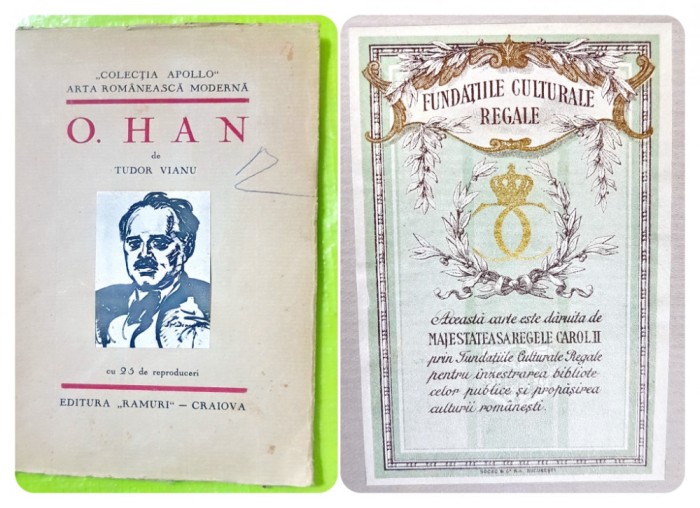 „COLECȚIA APOLLO“
ARTA ROMÂNEASCĂ MODERNĂ
O. HAN
de
TUDOR VIANU
cu 25 de reproduceri
EDITURA „RAMURI“ — CRAIOVA
FUNDAȚIILE CULTURALE
REGALE
Această carte este dăruita de
MAJESTATEA SA REGELE CAROL II
prin Fundațiile Culturale Regale
pentru înzestrarea bibliote-
celor publice și propășirea
culturii românești.